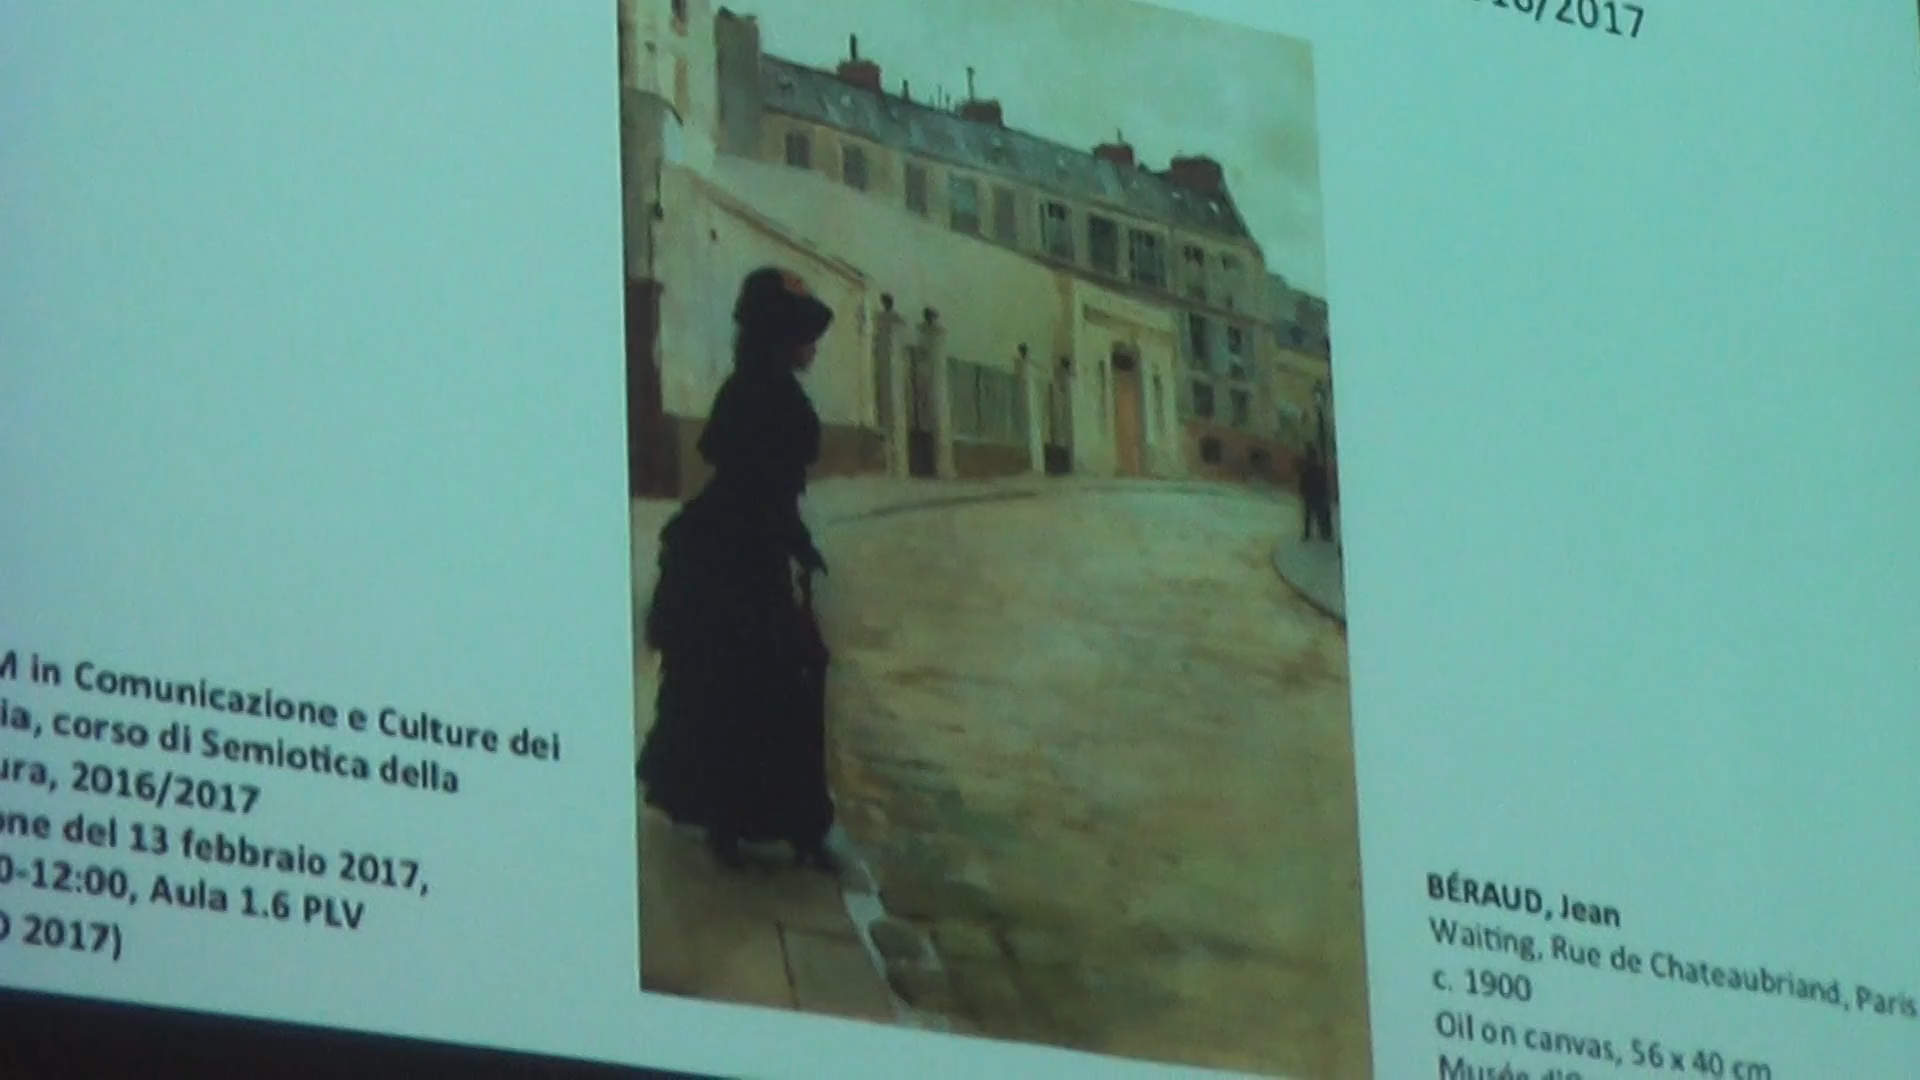 /2017
in Comunicazione e Culture dei
ia, corso di Semiotica della
ura, 2016/2017
one del 13 febbraio 2017,
0-12:00, Aula 1.6 PLV
2017)
BÉRAUD, Jean
Waiting, Rue de Chateaubriand, Paris
c. 1900
Oil on canvas, 56 x 40 cm
Musée